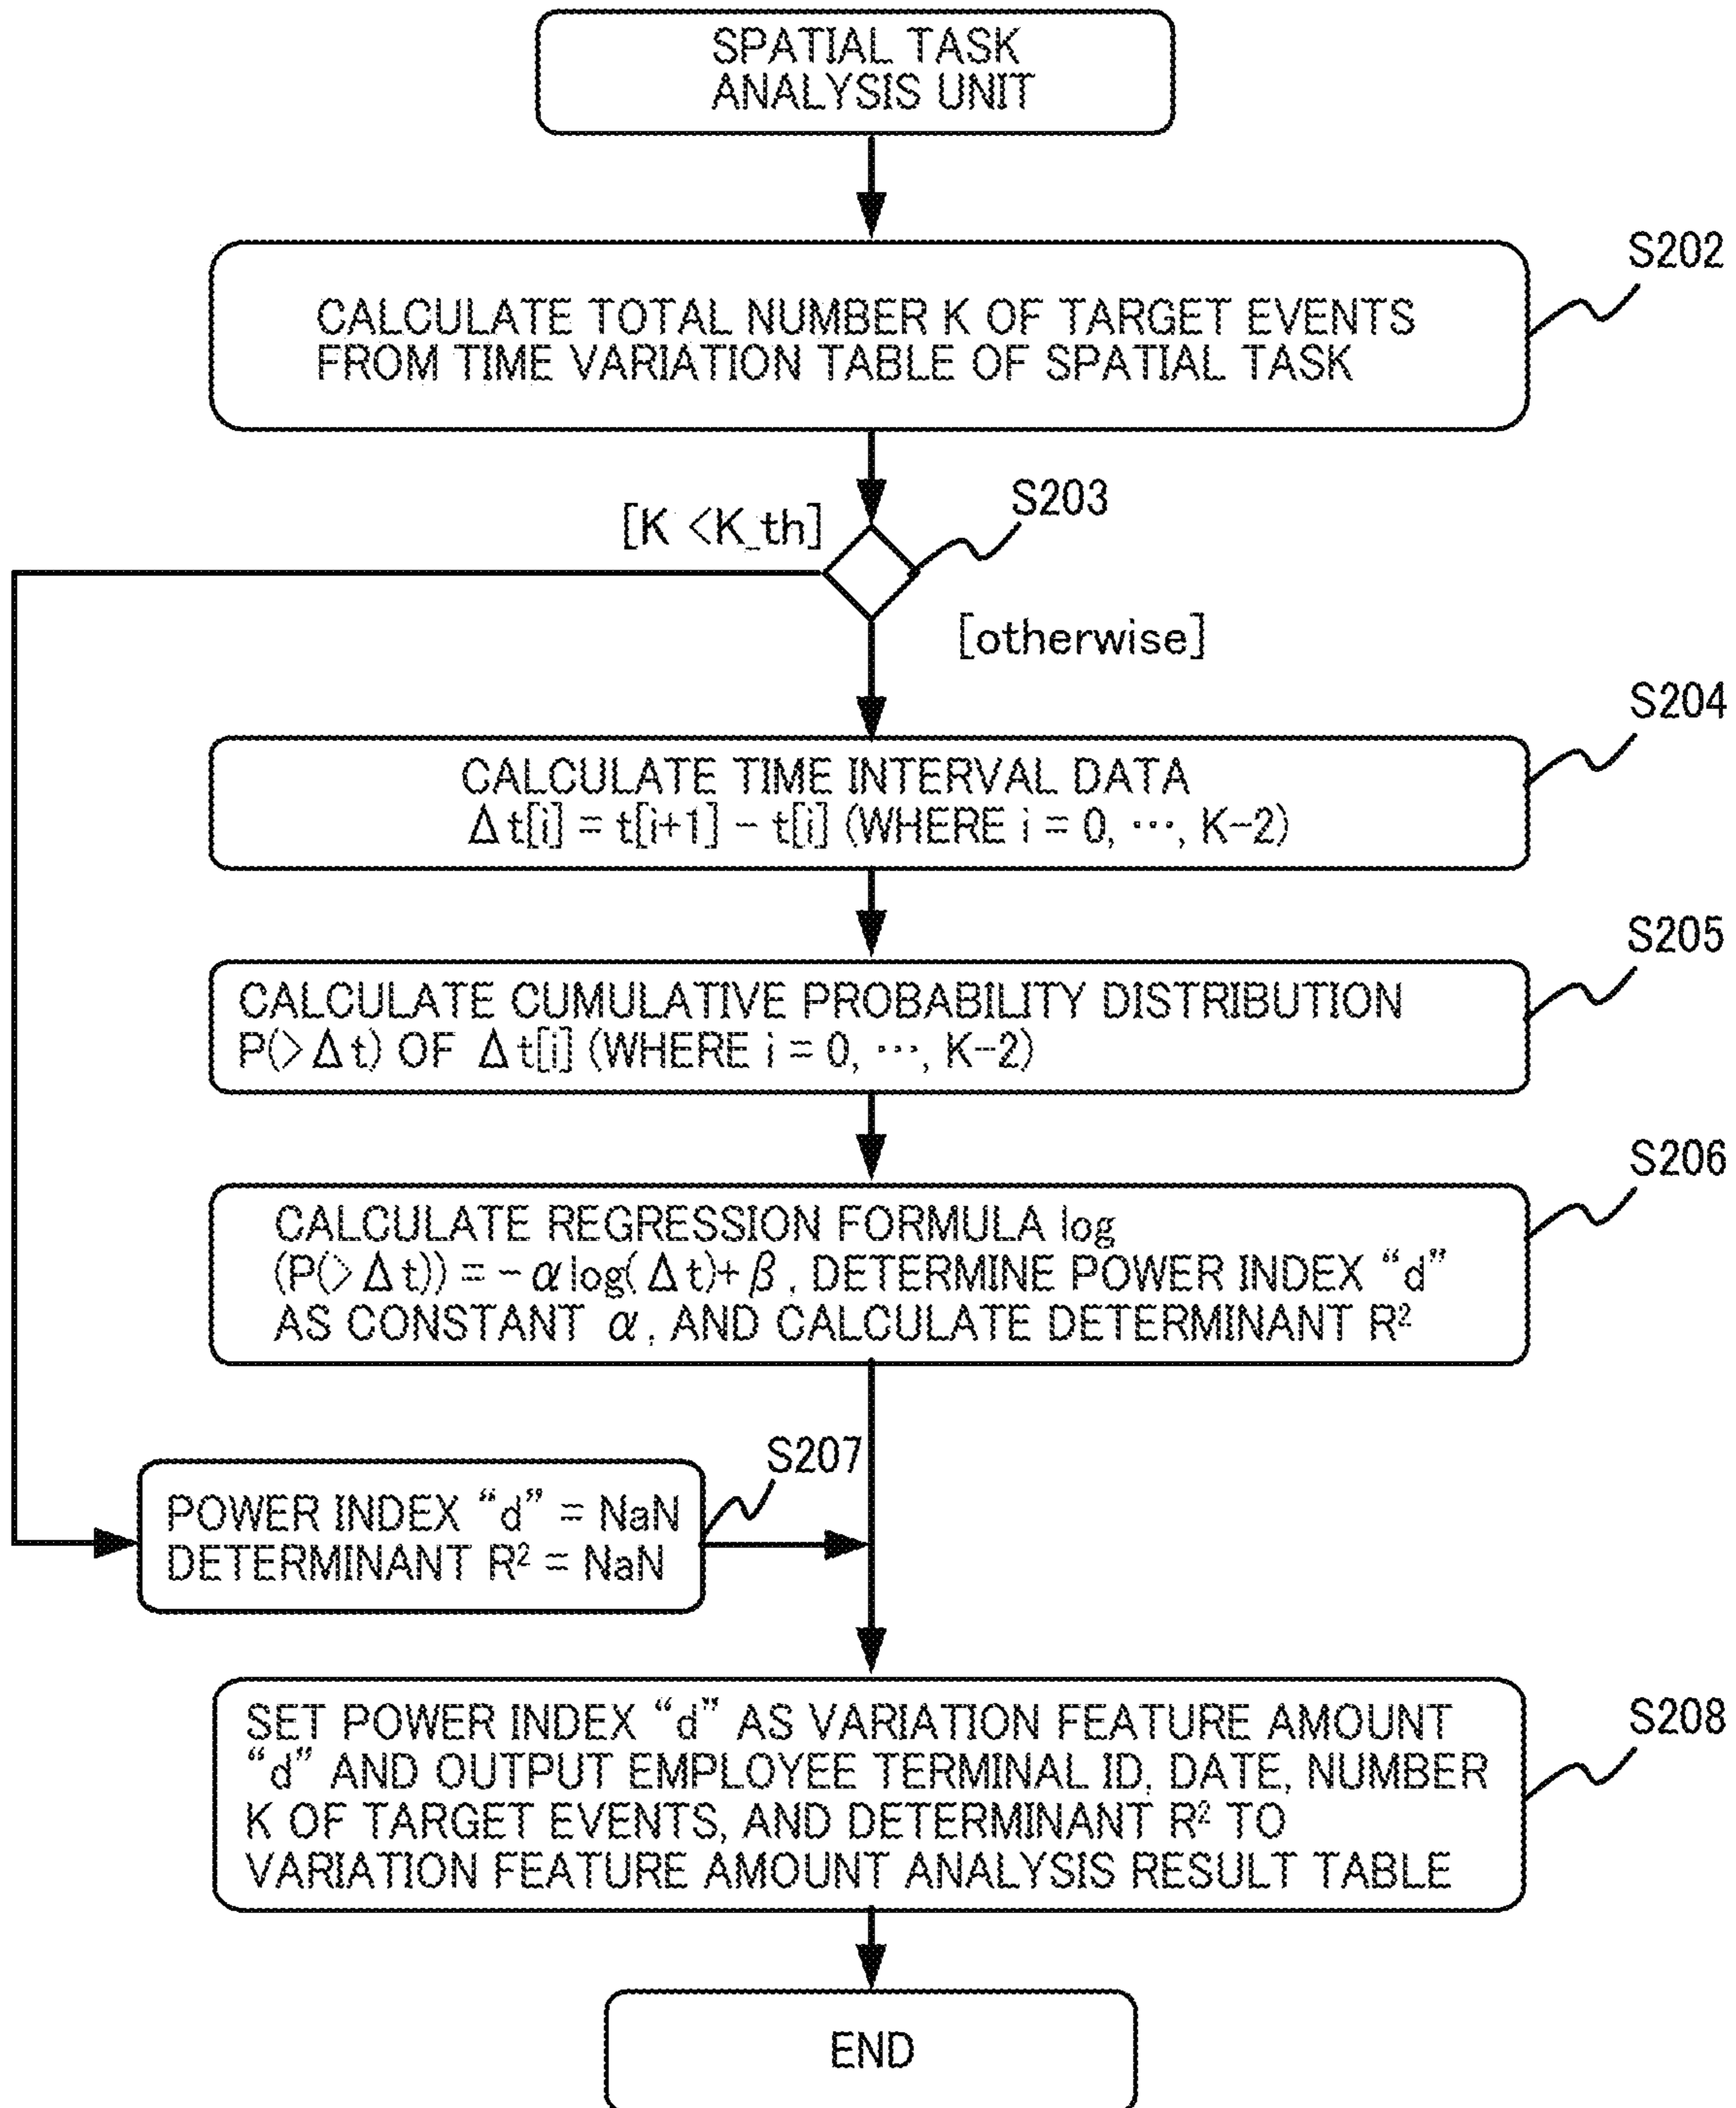 SPATIAL TASK
ANALYSIS UNIT
S202
CALCULATE TOTAL NUMBER K OF TARGET EVENTS
FROM TIME VARIATION TABLE OF SPATIAL TASK
S203
[K <K_th]
[otherwise]
S204
CALCULATE TIME INTERVAL DATA
Δt[i] = t[i+1] - t[i] (WHERE i = 0, ···, K-2)
S205
CALCULATE CUMULATIVE PROBABILITY DISTRIBUTION
P(>Δt) OF Δt[i] (WHERE i = 0, ···, K-2)
S206
CALCULATE REGRESSION FORMULA log
(P(>Δt)) = -α log(Δt)+β, DETERMINE POWER INDEX “d”
AS CONSTANT α, AND CALCULATE DETERMINANT R²
S207
POWER INDEX “d” = NaN
DETERMINANT R² = NaN
S208
SET POWER INDEX “d” AS VARIATION FEATURE AMOUNT
“d” AND OUTPUT EMPLOYEE TERMINAL ID, DATE, NUMBER
K OF TARGET EVENTS, AND DETERMINANT R² TO
VARIATION FEATURE AMOUNT ANALYSIS RESULT TABLE
END